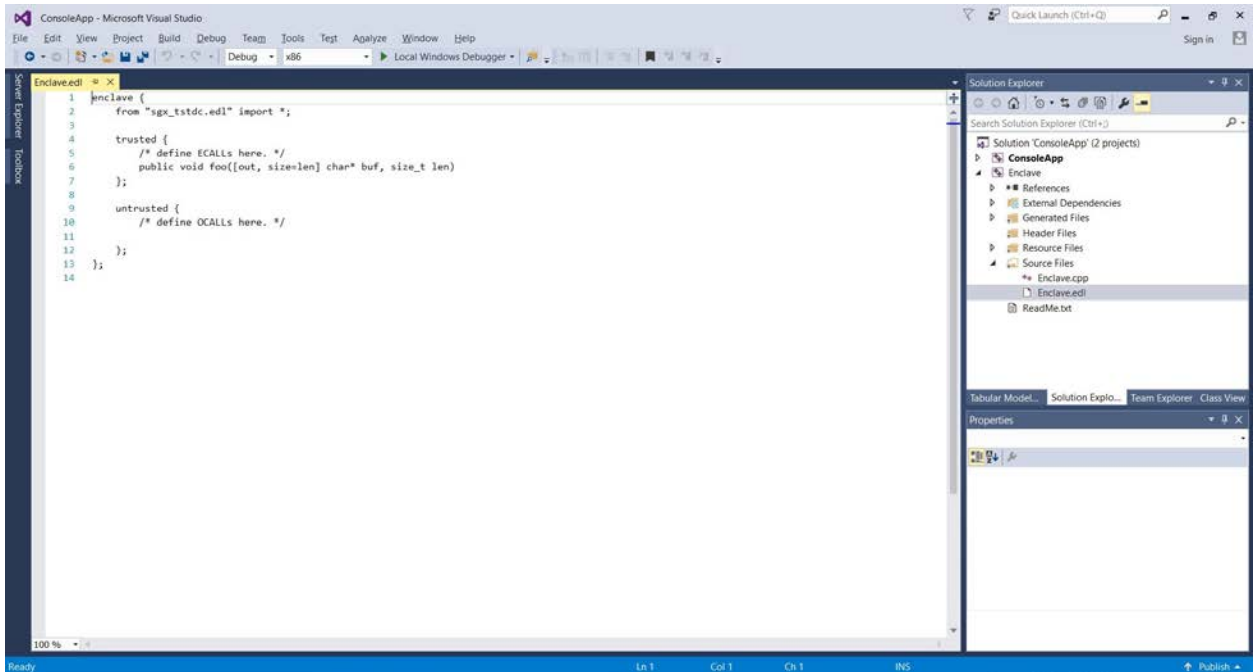 ConsoleApp - Microsoft Visual Studio
Quick Launch (Ctrl+Q)
File Edit View Project Build Debug Team Tools Test Analyze Window Help
Sign in
Debug x86 Local Windows Debugger
Server Explorer
Toolbox
Enclave.edl
1 enclave {
2 from "sgx_tstdc.edl" import *;
3
4 trusted {
5 /* define ECALLs here. */
6 public void foo([out, size=len] char* buf, size_t len)
7 };
8
9 untrusted {
10 /* define OCALLs here. */
11
12 };
13 };
14
100 %
Solution Explorer
Search Solution Explorer (Ctrl+;)
Solution 'ConsoleApp' (2 projects)
ConsoleApp
Enclave
References
External Dependencies
Generated Files
Header Files
Resource Files
Source Files
Enclave.cpp
Enclave.edl
ReadMe.txt
Tabular Model... Solution Explo... Team Explorer Class View
Properties
Ready Ln 1 Col 1 Ch 1 INS Publish